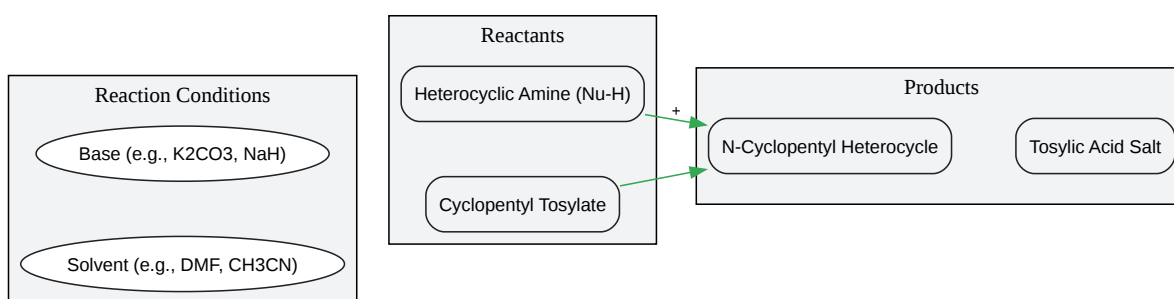 Reaction Conditions
Base (e.g., K2CO3, NaH)
Solvent (e.g., DMF, CH3CN)
Reactants
Heterocyclic Amine (Nu-H)
Cyclopentyl Tosylate
+
Products
N-Cyclopentyl Heterocycle
Tosylic Acid Salt